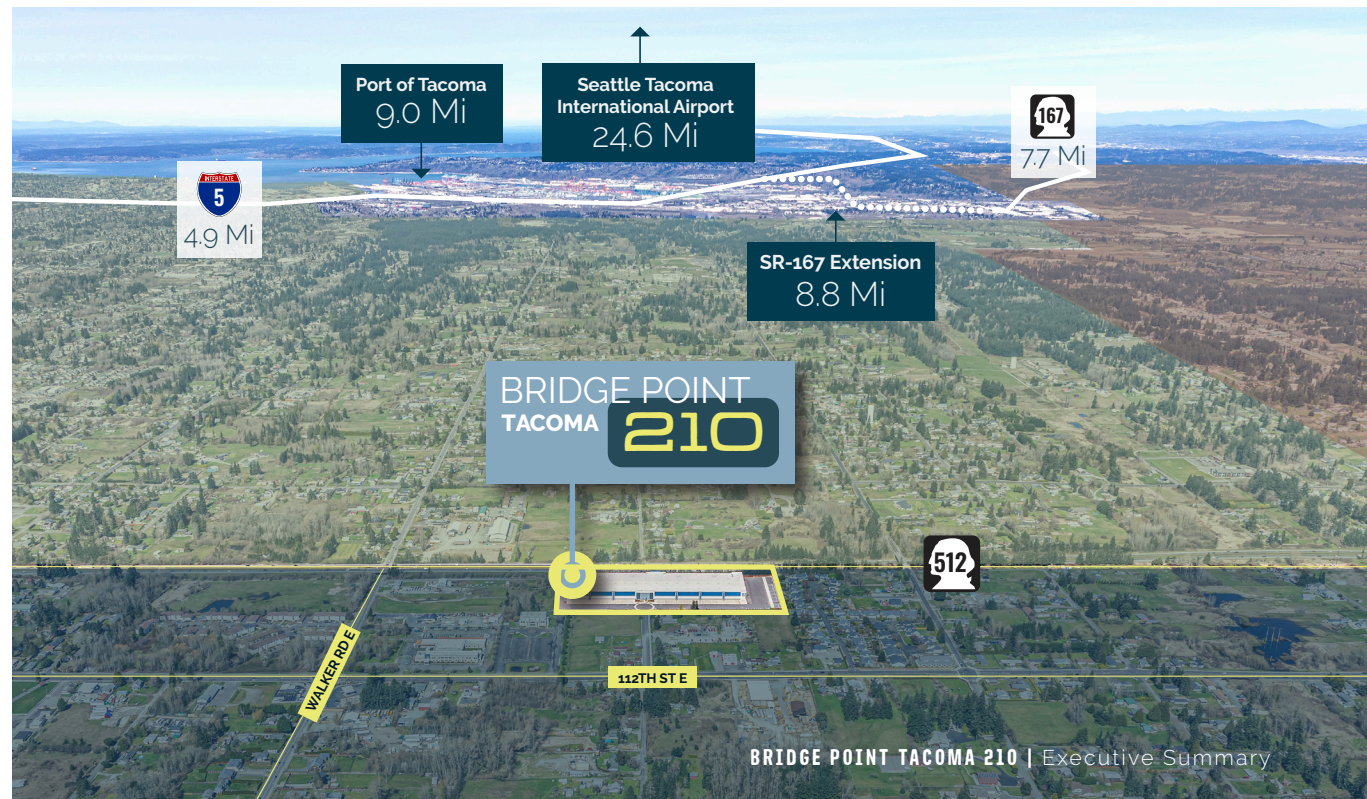 Port of Tacoma
9.0 Mi
Seattle Tacoma
International Airport
24.6 Mi
167
7.7 Mi
INTERSTATE
5
4.9 Mi
SR-167 Extension
8.8 Mi
BRIDGE POINT
TACOMA
210
512
WALKER RD E
112TH ST E
BRIDGE POINT TACOMA 210 | Executive Summary